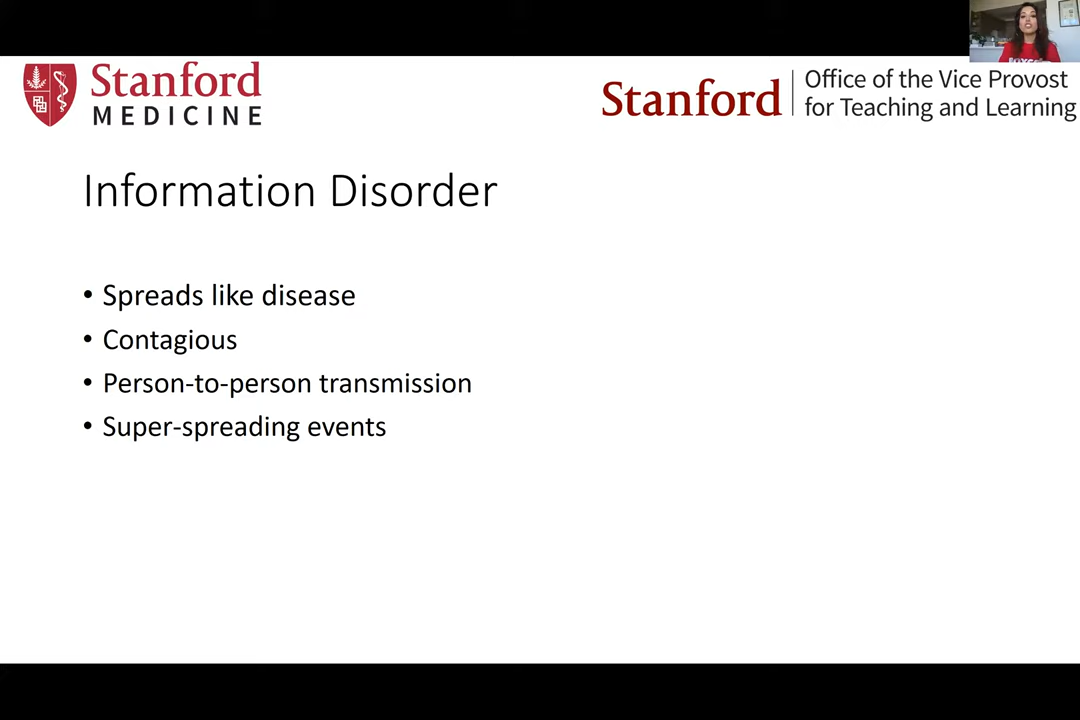 Stanford
MEDICINE
Stanford
Office of the Vice Provost
for Teaching and Learning
Information Disorder
• Spreads like disease
• Contagious
• Person-to-person transmission
• Super-spreading events